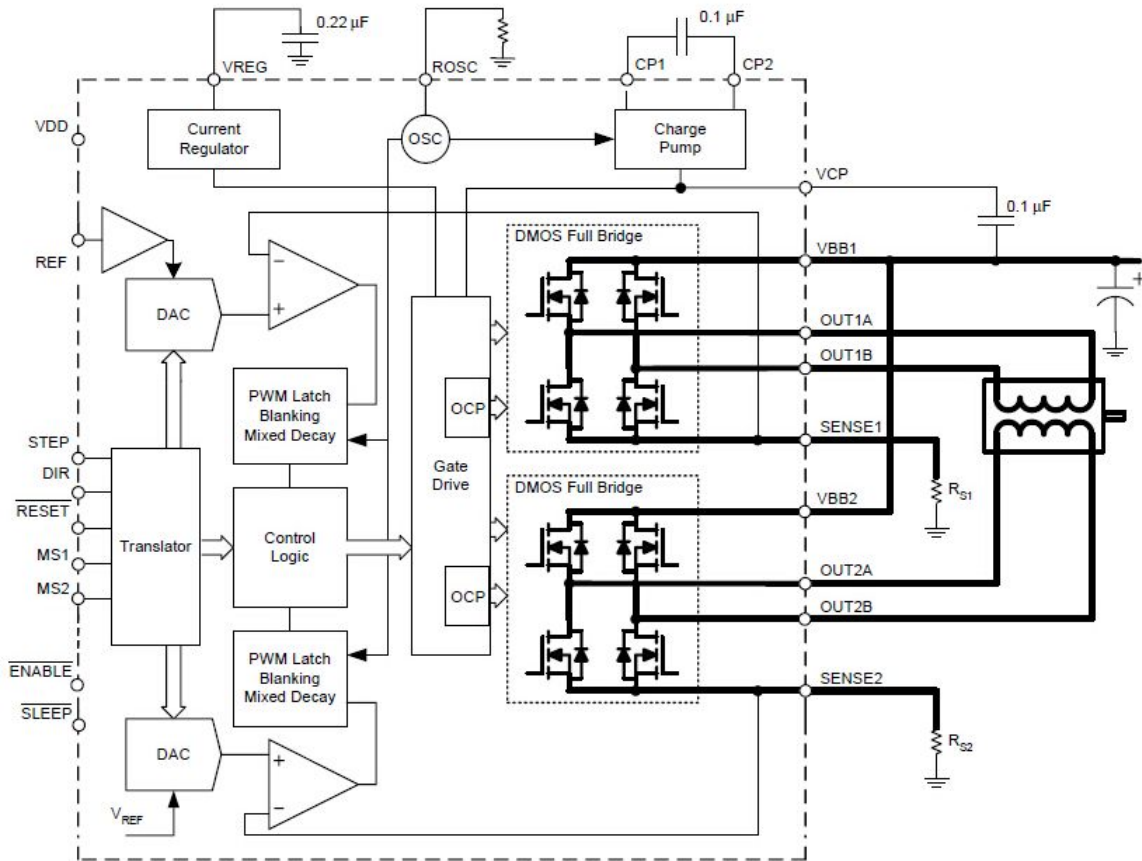 0.22 µF
0.1 µF
VREG
ROSC
CP1
CP2
VDD
Current
Regulator
OSC
Charge
Pump
VCP
0.1 µF
REF
DAC
−
+
DMOS Full Bridge
VBB1
+
OUT1A
OUT1B
PWM Latch
Blanking
Mixed Decay
OCP
SENSE1
STEP
DIR
RESET
MS1
MS2
Translator
Control
Logic
Gate
Drive
DMOS Full Bridge
RS1
VBB2
OUT2A
OUT2B
OCP
PWM Latch
Blanking
Mixed Decay
ENABLE
SLEEP
SENSE2
DAC
+
−
RS2
VREF